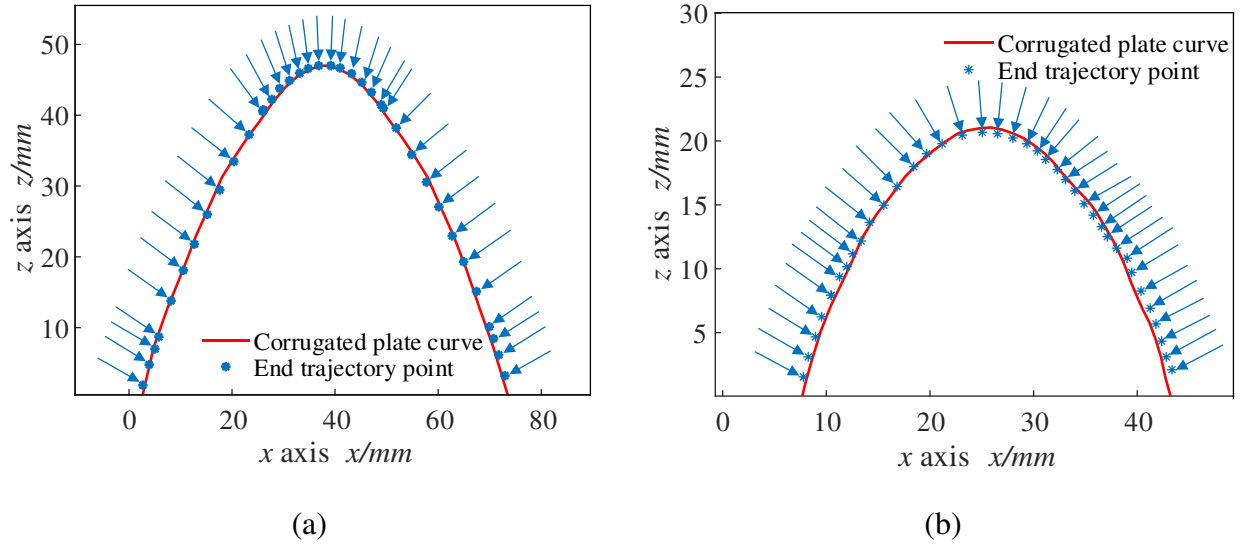 50
40
30
20
10
0
20
40
60
80
z axis z/mm
x axis x/mm
Corrugated plate curve
End trajectory point
(a)
30
25
20
15
10
5
0
10
20
30
40
z axis z/mm
x axis x/mm
Corrugated plate curve
End trajectory point
(b)